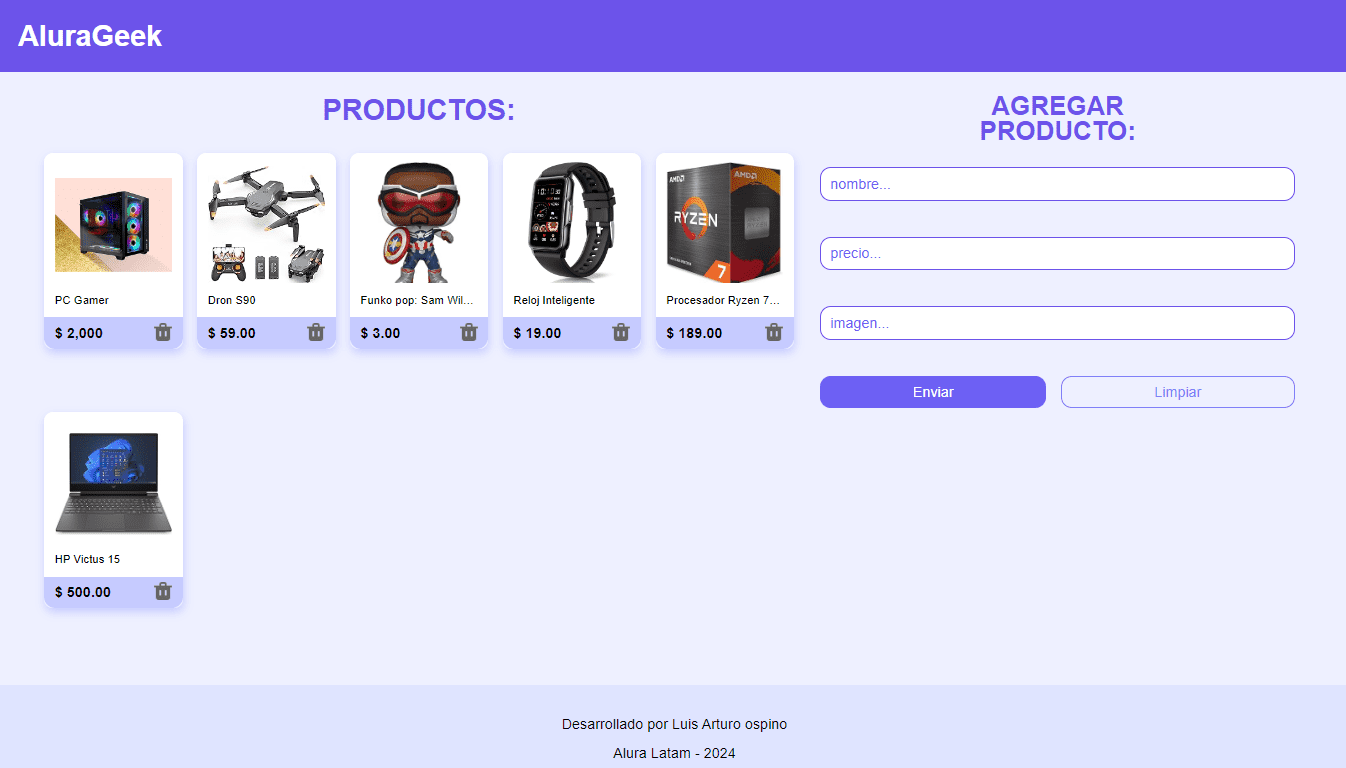 AluraGeek
PRODUCTOS:
PC Gamer
$ 2,000
Dron S90
$ 59.00
Funko pop: Sam Wil...
$ 3.00
Reloj Inteligente
$ 19.00
AMD
AMD
RYZEN
7
Procesador Ryzen 7...
$ 189.00
HP Victus 15
$ 500.00
AGREGAR
PRODUCTO:
nombre...
precio...
imagen...
Enviar
Limpiar
Desarrollado por Luis Arturo ospino
Alura Latam - 2024